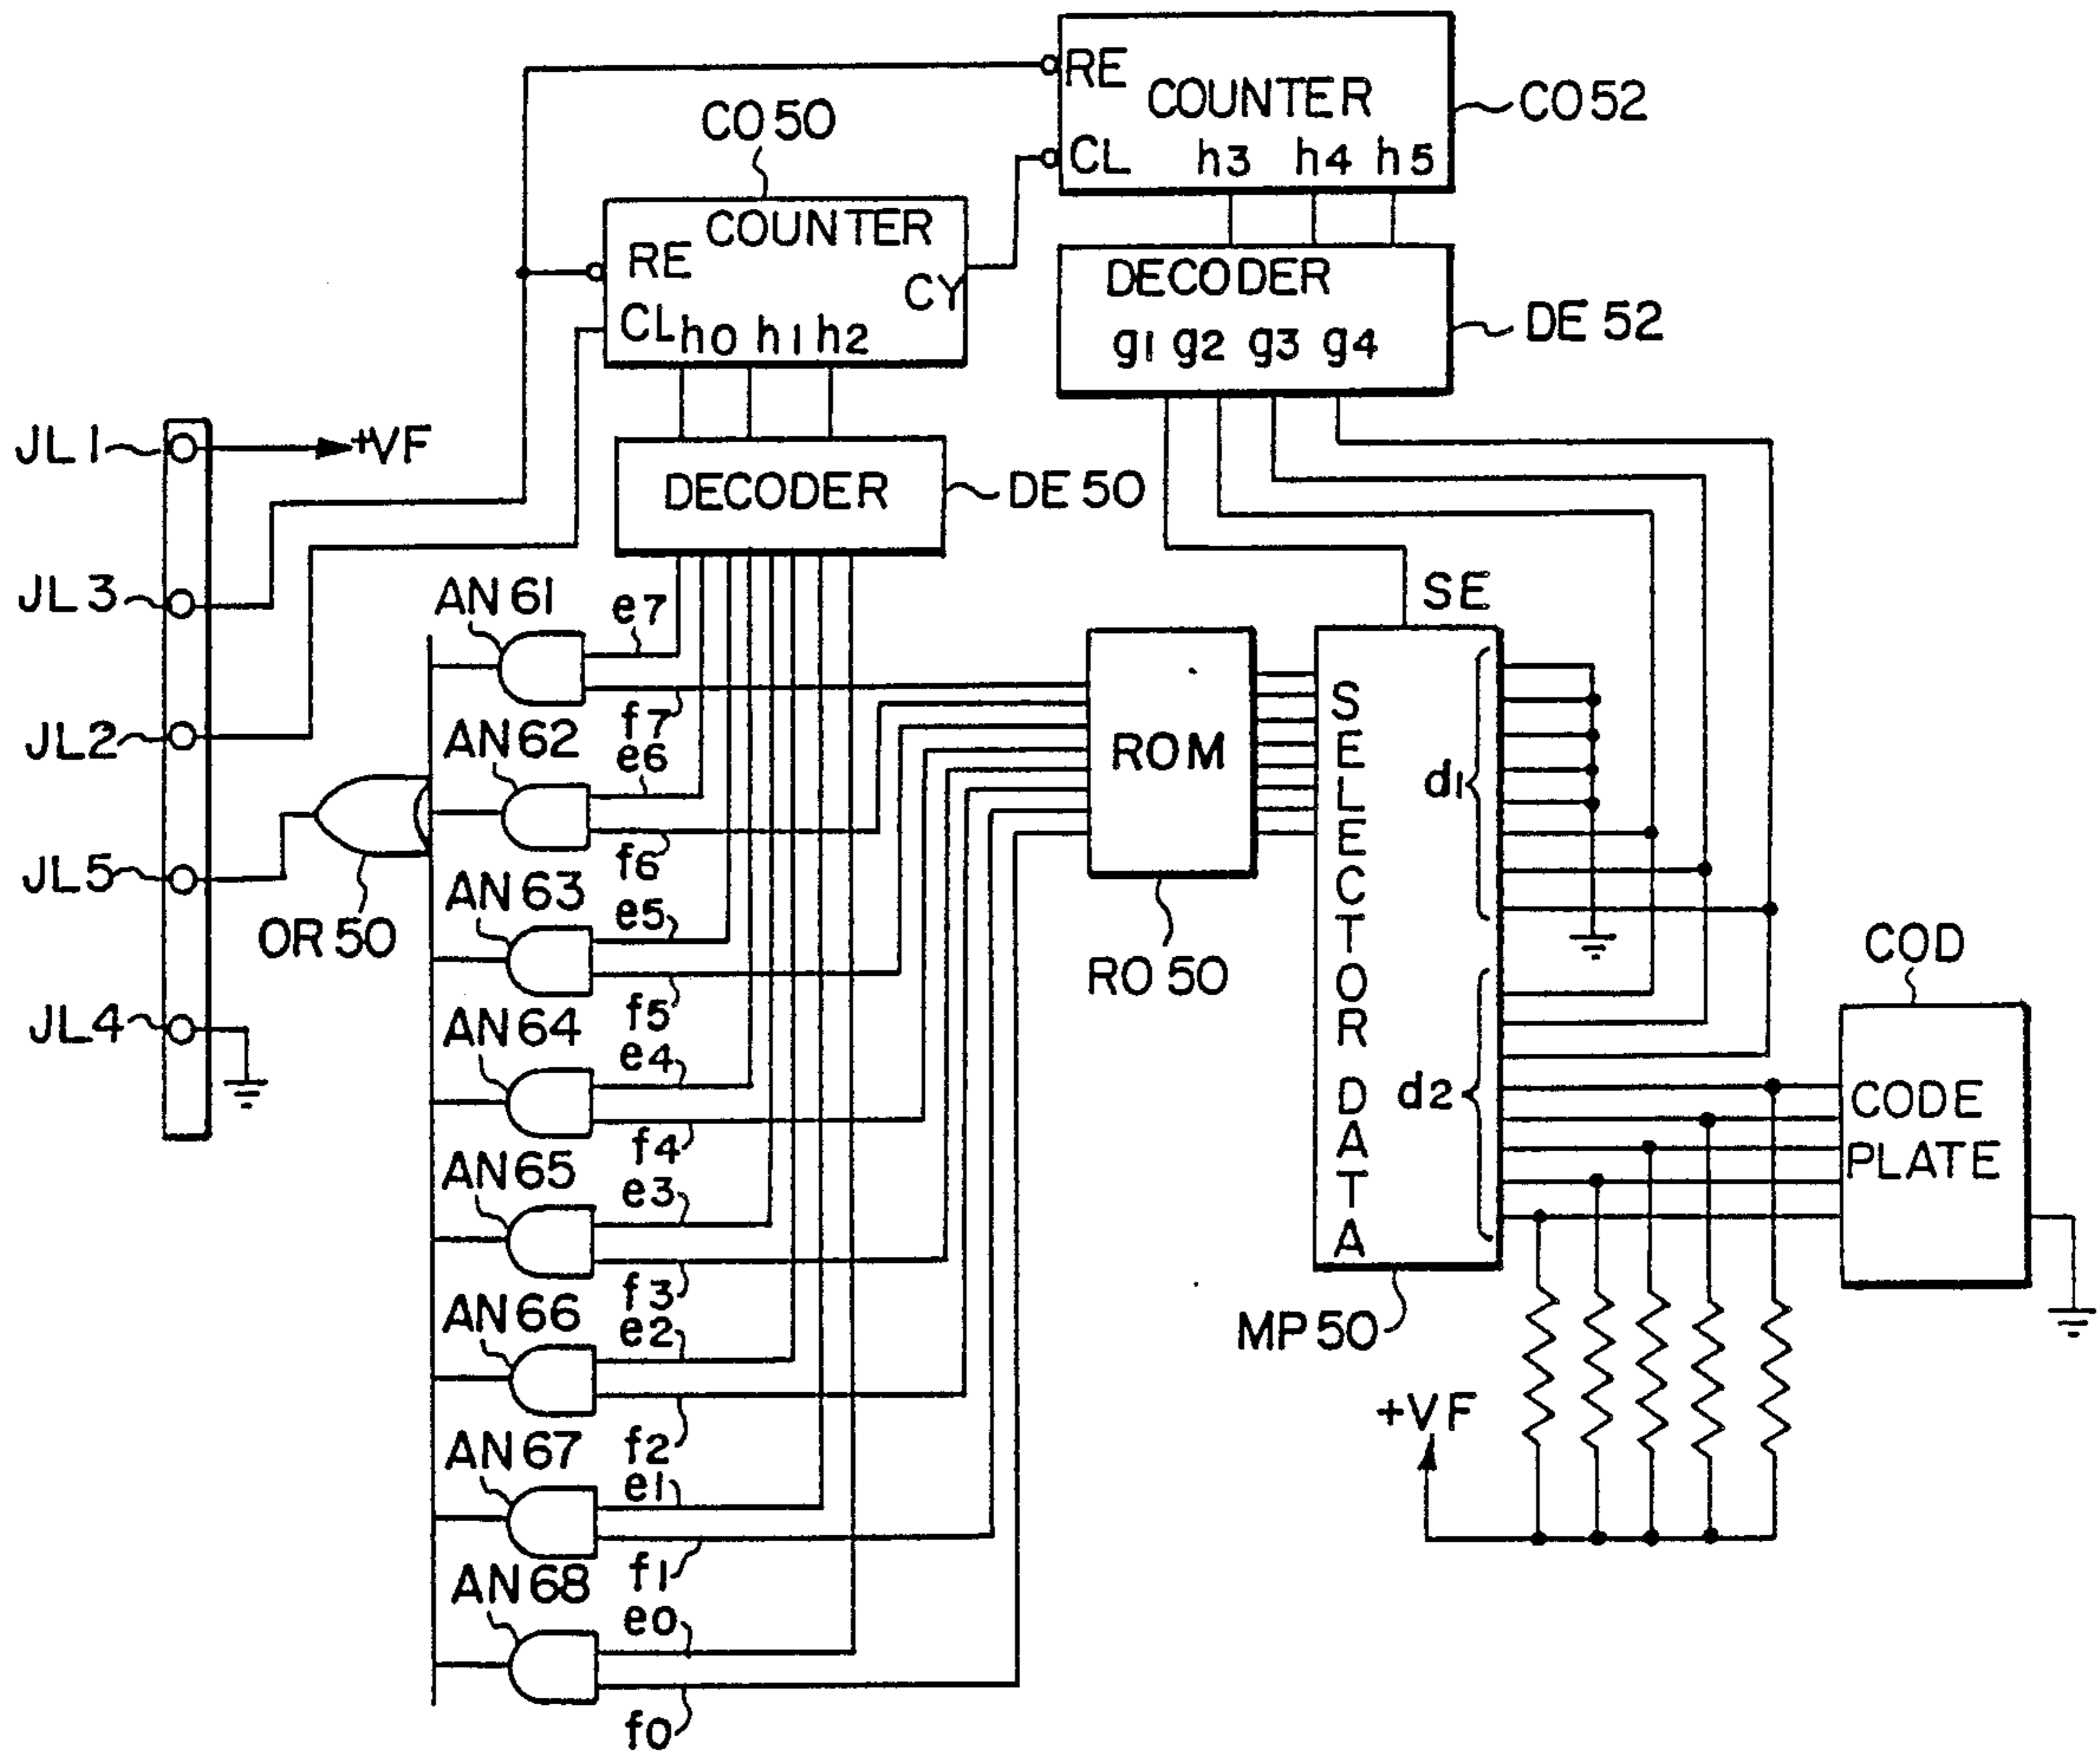 RE
COUNTER
CO52
CL h3 h4 h5
CO50
COUNTER
RE
CY
CL h0 h1 h2
DECODER
g1 g2 g3 g4
DE52
JL1
+VF
DECODER
DE50
JL3
JL2
JL5
JL4
OR50
AN61
e7
f7
AN62
e6
f6
AN63
e5
f5
AN64
e4
f4
AN65
e3
f3
AN66
e2
f2
AN67
e1
f1
AN68
e0
f0
ROM
RO50
SE
SELECTOR DATA
d1
d2
MP50
COD
CODE
PLATE
+VF